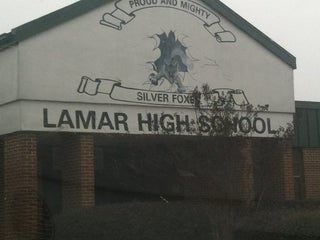 PROUD AND MIGHTY
SILVER FOXES
LAMAR HIGH SCHOOL